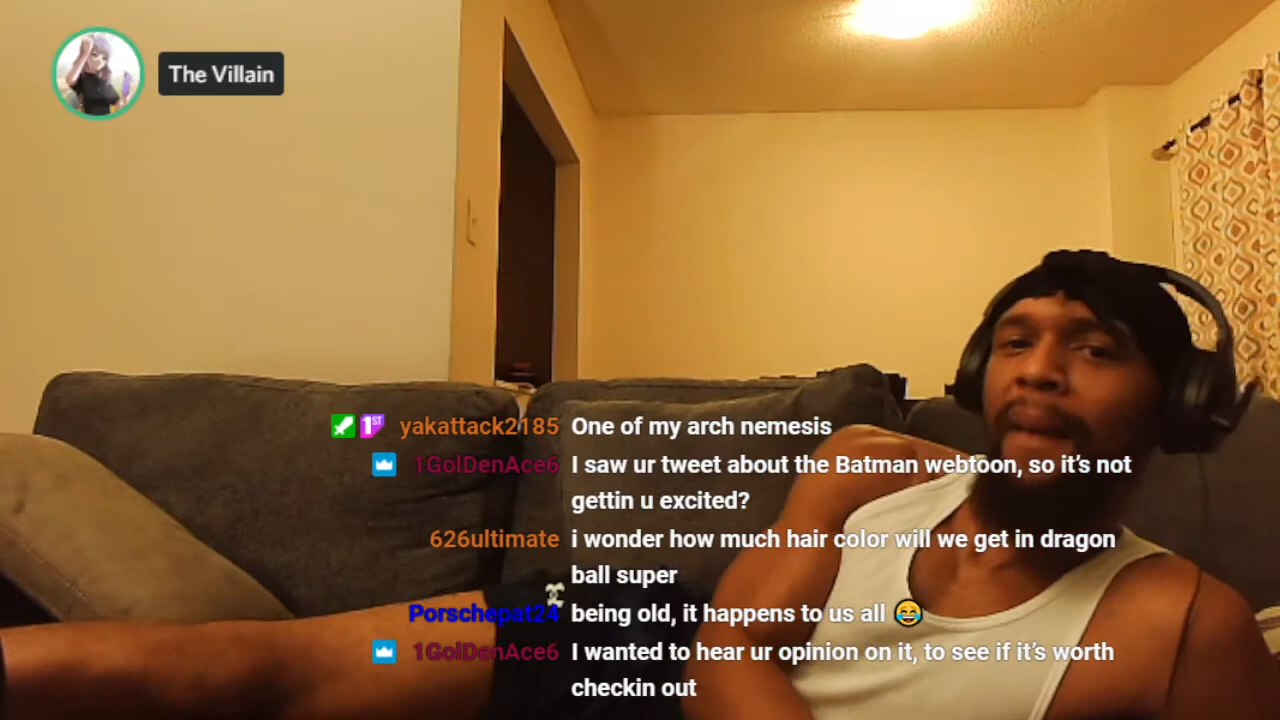 The Villain
1ST yakattack2185 One of my arch nemesis
1GolDenAce6 I saw ur tweet about the Batman webtoon, so it's not
gettin u excited?
626ultimate i wonder how much hair color will we get in dragon
ball super
Porschepat24 being old, it happens to us all 😂
1GolDenAce6 I wanted to hear ur opinion on it, to see if it's worth
checkin out